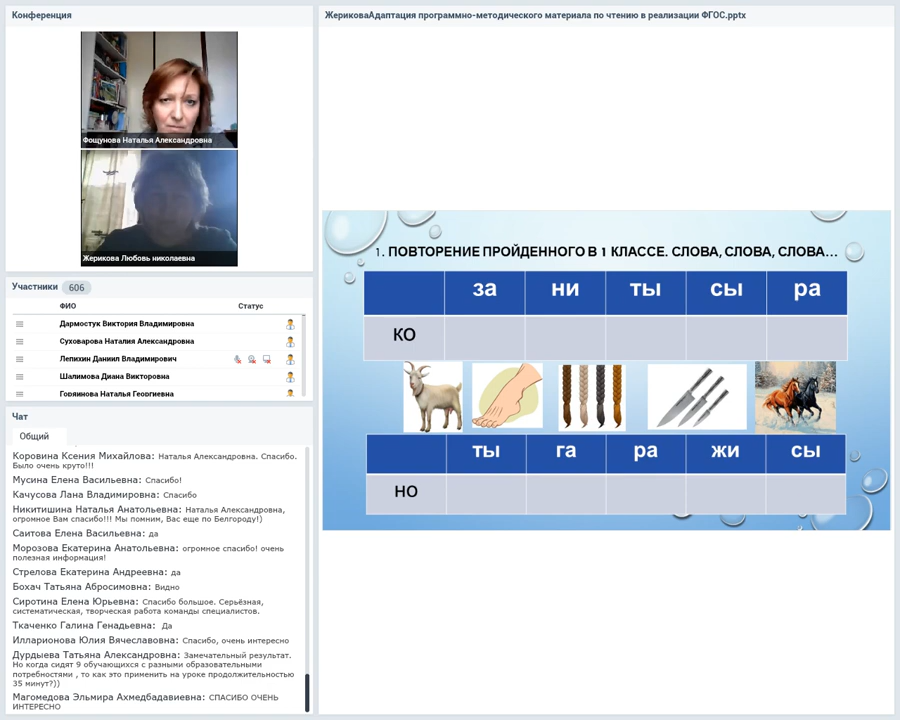 Конференция
Фощунова Наталья Александровна
Жерикова Любовь николаевна
Участники 606
ФИО Статус
Дармостук Виктория Владимировна
Суховарова Наталия Александровна
Лепихин Даниил Владимирович
Шалимова Диана Викторовна
Горяинова Наталья Георгиевна
Чат
Общий
Коровина Ксения Михайлова: Наталья Александровна. Спасибо.
Было очень круто!!!
Мусина Елена Васильевна: Спасибо!
Качусова Лана Владимировна: Спасибо
Никитишина Наталья Анатольевна: Наталья Александровна,
огромное Вам спасибо!!! Мы помним, Вас еще по Белгороду!)
Саитова Елена Васильевна: да
Морозова Екатерина Анатольевна: огромное спасибо! очень
полезная информация!
Стрелова Екатерина Андреевна: да
Бохач Татьяна Абросимовна: Видно
Сиротина Елена Юрьевна: Спасибо большое. Серьёзная,
систематическая, творческая работа команды специалистов.
Ткаченко Галина Генадьевна: Да
Илларионова Юлия Вячеславовна: Спасибо, очень интересно
Дурдыева Татьяна Александровна: Замечательный результат.
Но когда сидят 9 обучающихся с разными образовательными
потребностями , то как это применить на уроке продолжительностью
35 минут?))
Магомедова Эльмира Ахмедбадавиевна: СПАСИБО ОЧЕНЬ
ИНТЕРЕСНО
ЖериковаАдаптация программно-методического материала по чтению в реализации ФГОС.pptx
1. ПОВТОРЕНИЕ ПРОЙДЕННОГО В 1 КЛАССЕ. СЛОВА, СЛОВА, СЛОВА...
за ни ты сы ра
КО
ты га ра жи сы
НО